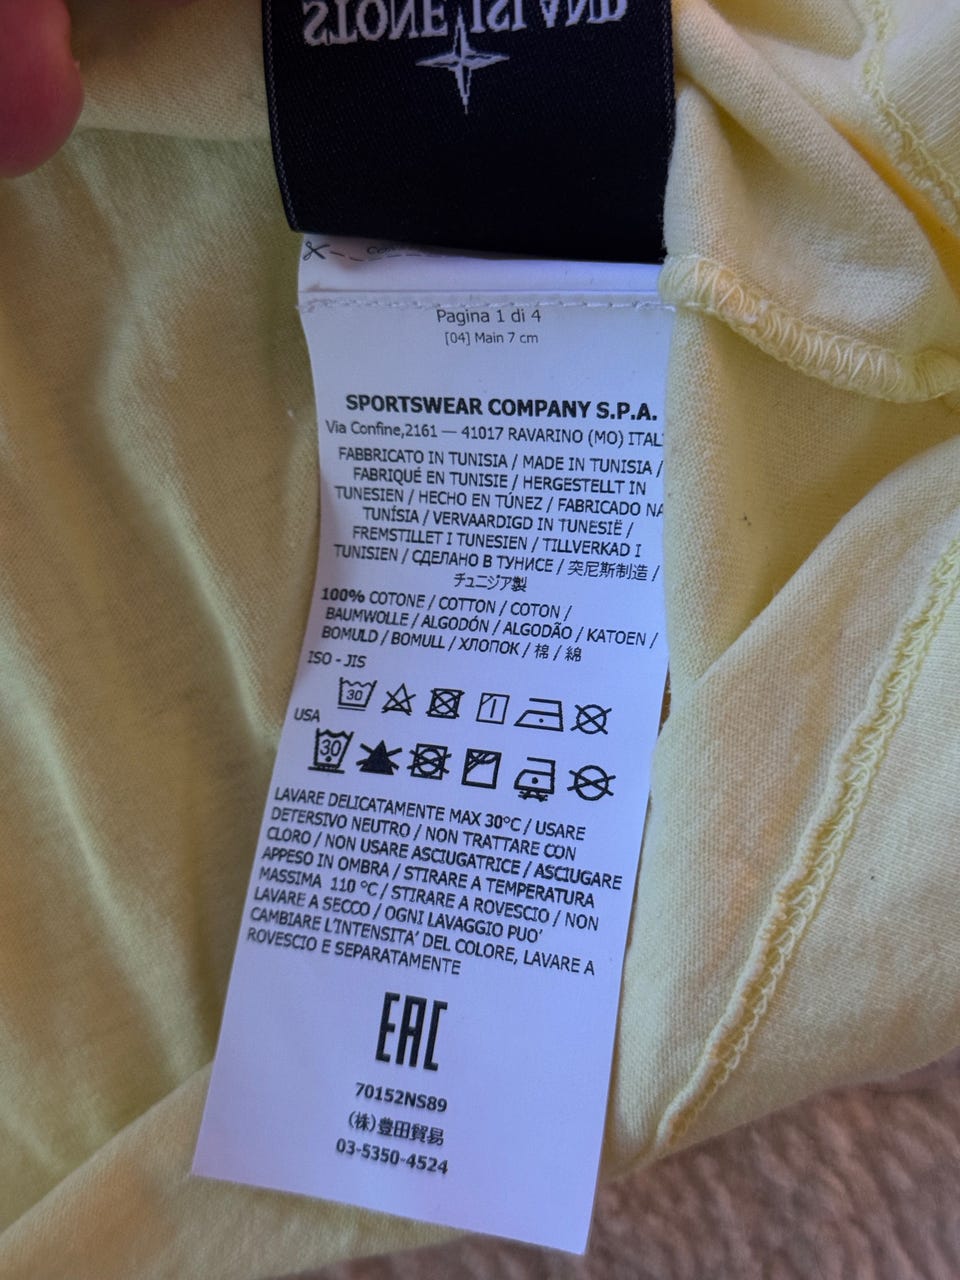 STONE ISLAND
Pagina 1 di 4
[04] Main 7 cm
SPORTSWEAR COMPANY S.P.A.
Via Confine,2161 — 41017 RAVARINO (MO) ITAL
FABBRICATO IN TUNISIA / MADE IN TUNISIA /
FABRIQUÉ EN TUNISIE / HERGESTELLT IN
TUNESIEN / HECHO EN TÚNEZ / FABRICADO NA
TUNÍSIA / VERVAARDIGD IN TUNESIË /
FREMSTILLET I TUNESIEN / TILLVERKAD I
TUNISIEN / СДЕЛАНО В ТУНИСЕ / 突尼斯制造 /
チュニジア製
100% COTONE / COTTON / COTON /
BAUMWOLLE / ALGODÓN / ALGODÃO / KATOEN /
BOMULD / BOMULL / ХЛОПОК / 棉 / 綿
ISO - JIS
30
USA
30
LAVARE DELICATAMENTE MAX 30°C / USARE
DETERSIVO NEUTRO / NON TRATTARE CON
CLORO / NON USARE ASCIUGATRICE / ASCIUGARE
APPESO IN OMBRA / STIRARE A TEMPERATURA
MASSIMA 110 °C / STIRARE A ROVESCIO / NON
LAVARE A SECCO / OGNI LAVAGGIO PUO'
CAMBIARE L'INTENSITA' DEL COLORE, LAVARE A
ROVESCIO E SEPARATAMENTE
EAC
70152NS89
(株)豊田貿易
03-5350-4524